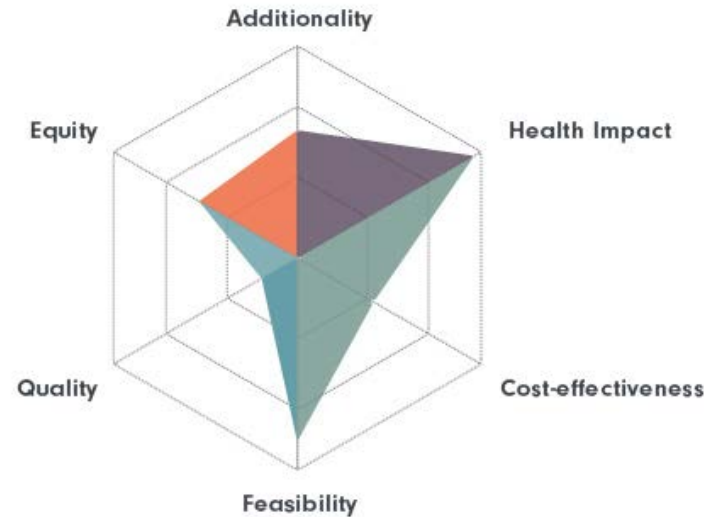 Additionality
Equity
Health Impact
Quality
Cost-effectiveness
Feasibility